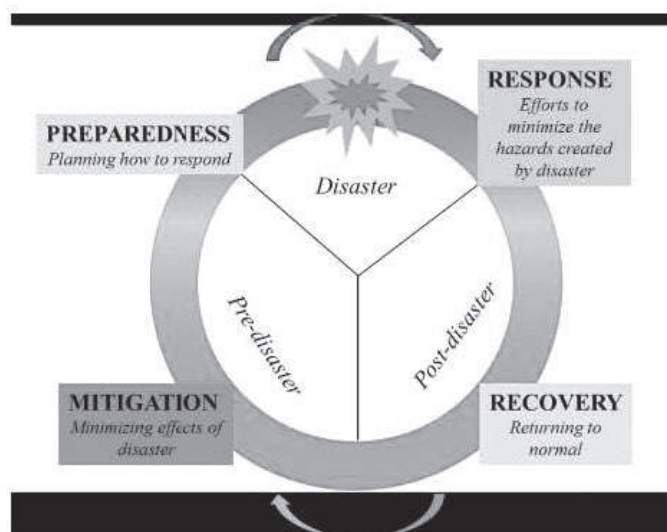 PREPAREDNESS
Planning how to respond
RESPONSE
Efforts to
minimize the
hazards created
by disaster
Disaster
Pre-disaster
Post-disaster
MITIGATION
Minimizing effects of
disaster
RECOVERY
Returning to
normal